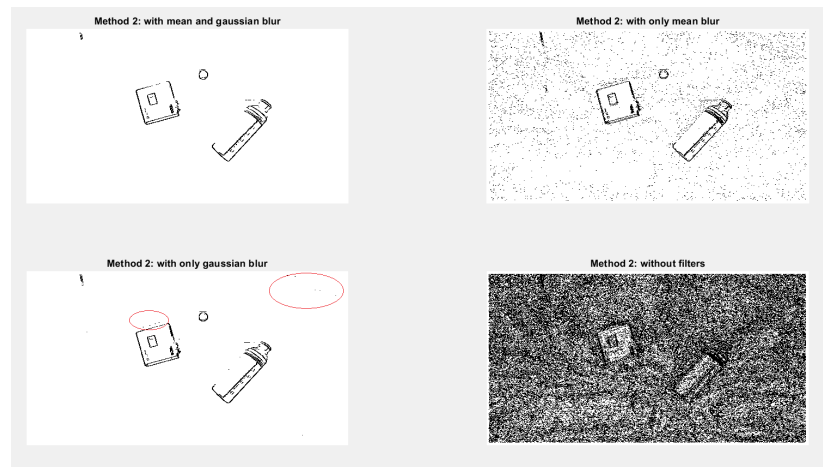 Method 2: with mean and gaussian blur
Method 2: with only mean blur
Method 2: with only gaussian blur
Method 2: without filters